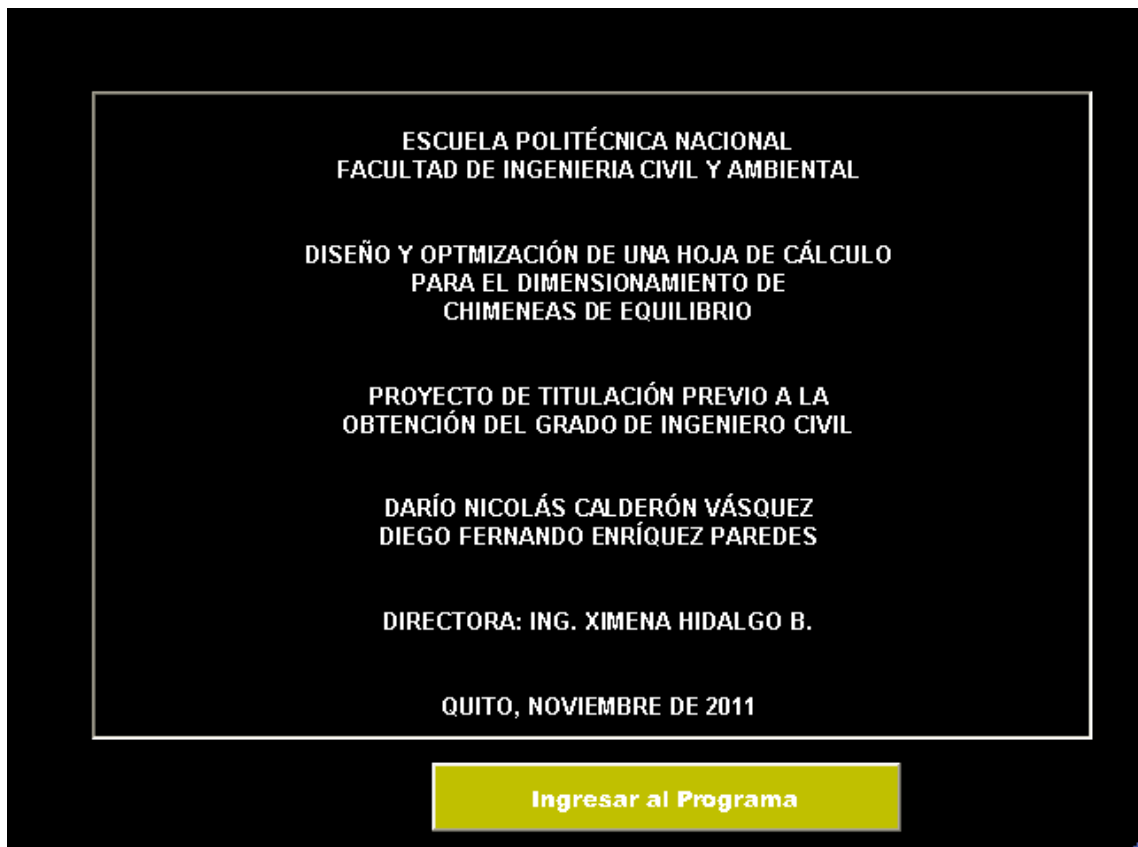 ESCUELA POLITÉCNICA NACIONAL
FACULTAD DE INGENIERIA CIVIL Y AMBIENTAL
DISEÑO Y OPTMIZACIÓN DE UNA HOJA DE CÁLCULO
PARA EL DIMENSIONAMIENTO DE
CHIMENEAS DE EQUILIBRIO
PROYECTO DE TITULACIÓN PREVIO A LA
OBTENCIÓN DEL GRADO DE INGENIERO CIVIL
DARÍO NICOLÁS CALDERÓN VÁSQUEZ
DIEGO FERNANDO ENRÍQUEZ PAREDES
DIRECTORA: ING. XIMENA HIDALGO B.
QUITO, NOVIEMBRE DE 2011
Ingresar al Programa